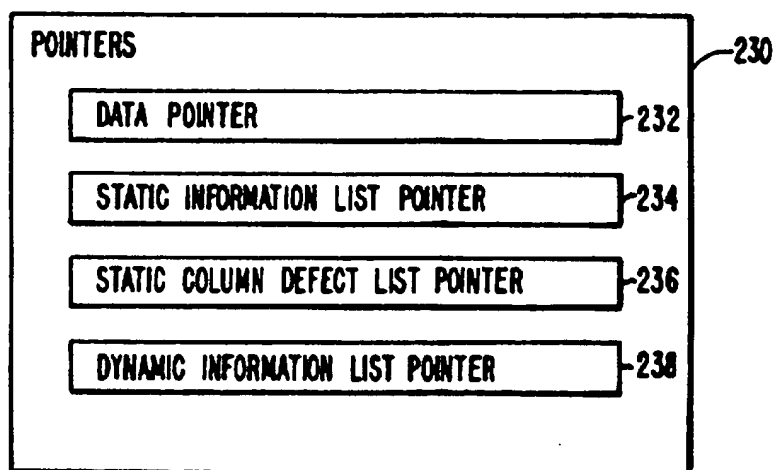 POINTERS
230
DATA POINTER
232
STATIC INFORMATION LIST POINTER
234
STATIC COLUMN DEFECT LIST POINTER
236
DYNAMIC INFORMATION LIST POINTER
238